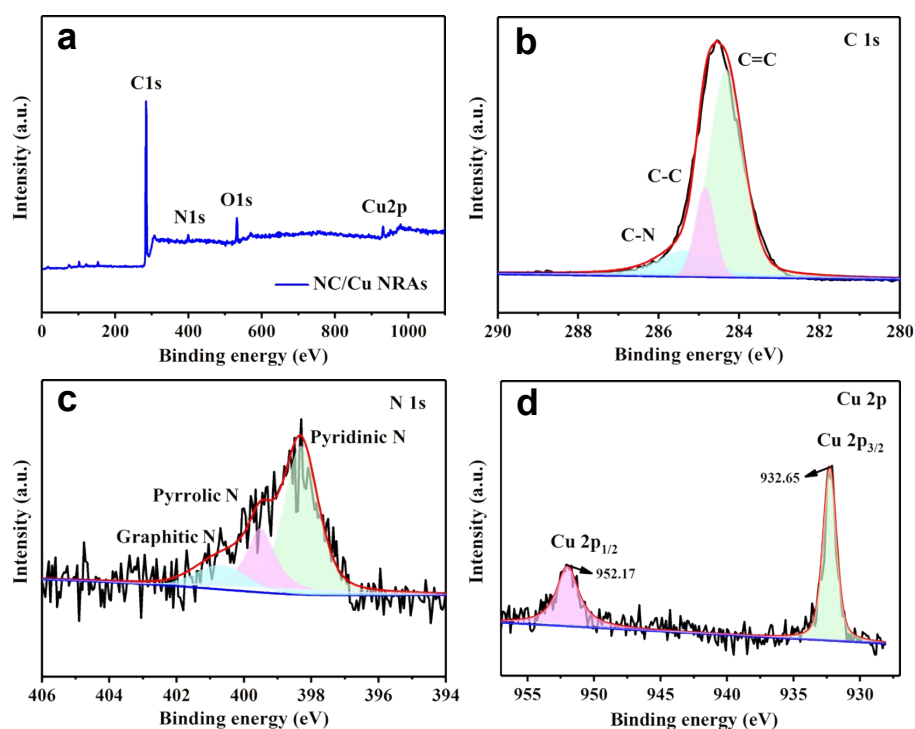 a
C1s
N1s
O1s
Cu2p
NC/Cu NRAs
Intensity (a.u.)
0 200 400 600 800 1000
Binding energy (eV)
b
C 1s
C=C
C-C
C-N
Intensity (a.u.)
290 288 286 284 282 280
Binding energy (eV)
c
N 1s
Pyridinic N
Pyrrolic N
Graphitic N
Intensity (a.u.)
406 404 402 400 398 396 394
Binding energy (eV)
d
Cu 2p
Cu 2p3/2
932.65
Cu 2p1/2
952.17
Intensity (a.u.)
955 950 945 940 935 930
Binding energy (eV)